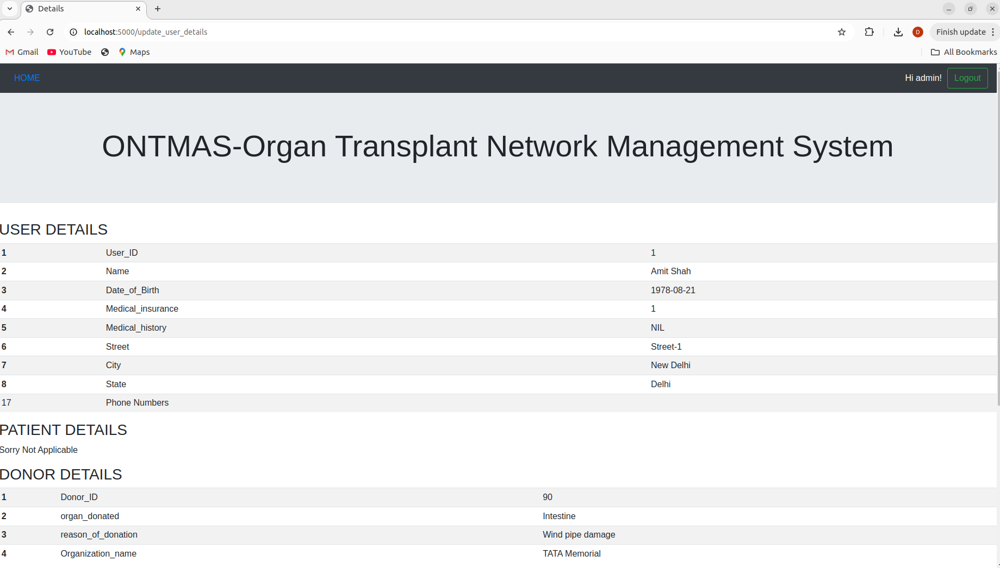 Details
localhost:5000/update_user_details
D
Finish update
Gmail YouTube Maps All Bookmarks
HOME Hi admin! Logout
ONTMAS-Organ Transplant Network Management System
USER DETAILS
1 User_ID 1
2 Name Amit Shah
3 Date_of_Birth 1978-08-21
4 Medical_insurance 1
5 Medical_history NIL
6 Street Street-1
7 City New Delhi
8 State Delhi
17 Phone Numbers
PATIENT DETAILS
Sorry Not Applicable
DONOR DETAILS
1 Donor_ID 90
2 organ_donated Intestine
3 reason_of_donation Wind pipe damage
4 Organization_name TATA Memorial